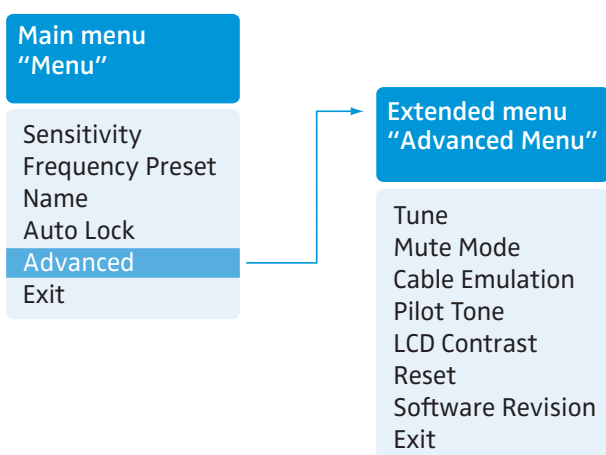 Main menu
“Menu”
Sensitivity
Frequency Preset
Name
Auto Lock
Advanced
Exit
Extended menu
“Advanced Menu”
Tune
Mute Mode
Cable Emulation
Pilot Tone
LCD Contrast
Reset
Software Revision
Exit